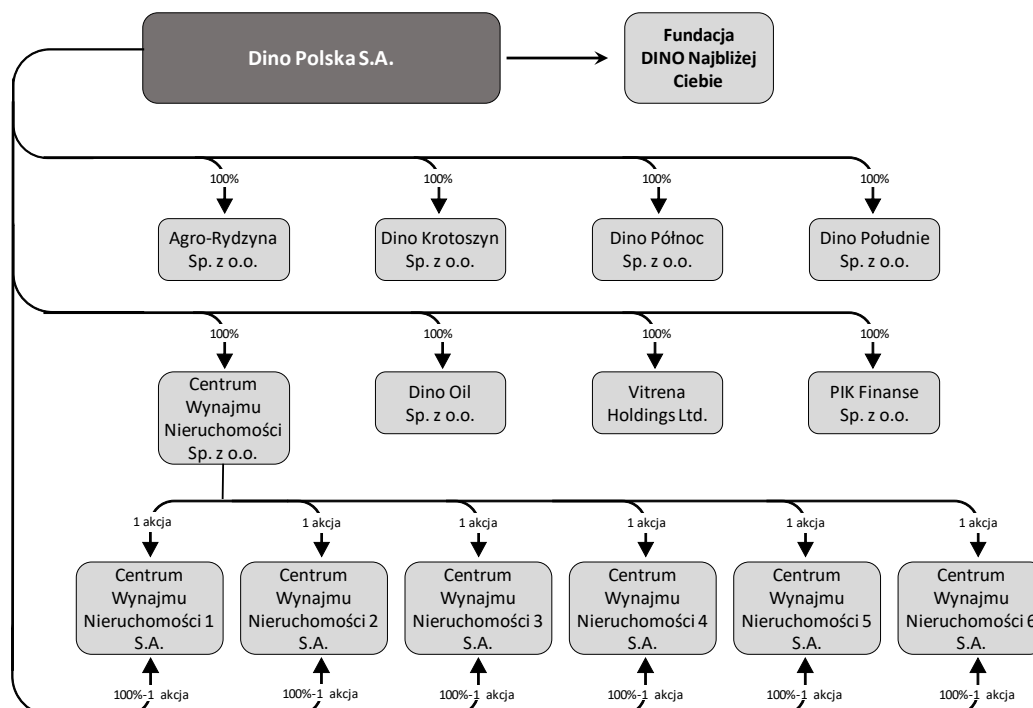 Dino Polska S.A.
Fundacja
DINO Najbliżej
Ciebie
100%
100%
100%
100%
Agro-Rydzyna
Sp. z o.o.
Dino Krotoszyn
Sp. z o.o.
Dino Północ
Sp. z o.o.
Dino Południe
Sp. z o.o.
100%
100%
100%
100%
Centrum
Wynajmu
Nieruchomości
Sp. z o.o.
Dino Oil
Sp. z o.o.
Vitrena
Holdings Ltd.
PIK Finanse
Sp. z o.o.
1 akcja
1 akcja
1 akcja
1 akcja
1 akcja
1 akcja
Centrum
Wynajmu
Nieruchomości 1
S.A.
Centrum
Wynajmu
Nieruchomości 2
S.A.
Centrum
Wynajmu
Nieruchomości 3
S.A.
Centrum
Wynajmu
Nieruchomości 4
S.A.
Centrum
Wynajmu
Nieruchomości 5
S.A.
Centrum
Wynajmu
Nieruchomości 6
S.A.
100%-1 akcja
100%-1 akcja
100%-1 akcja
100%-1 akcja
100%-1 akcja
100%-1 akcja